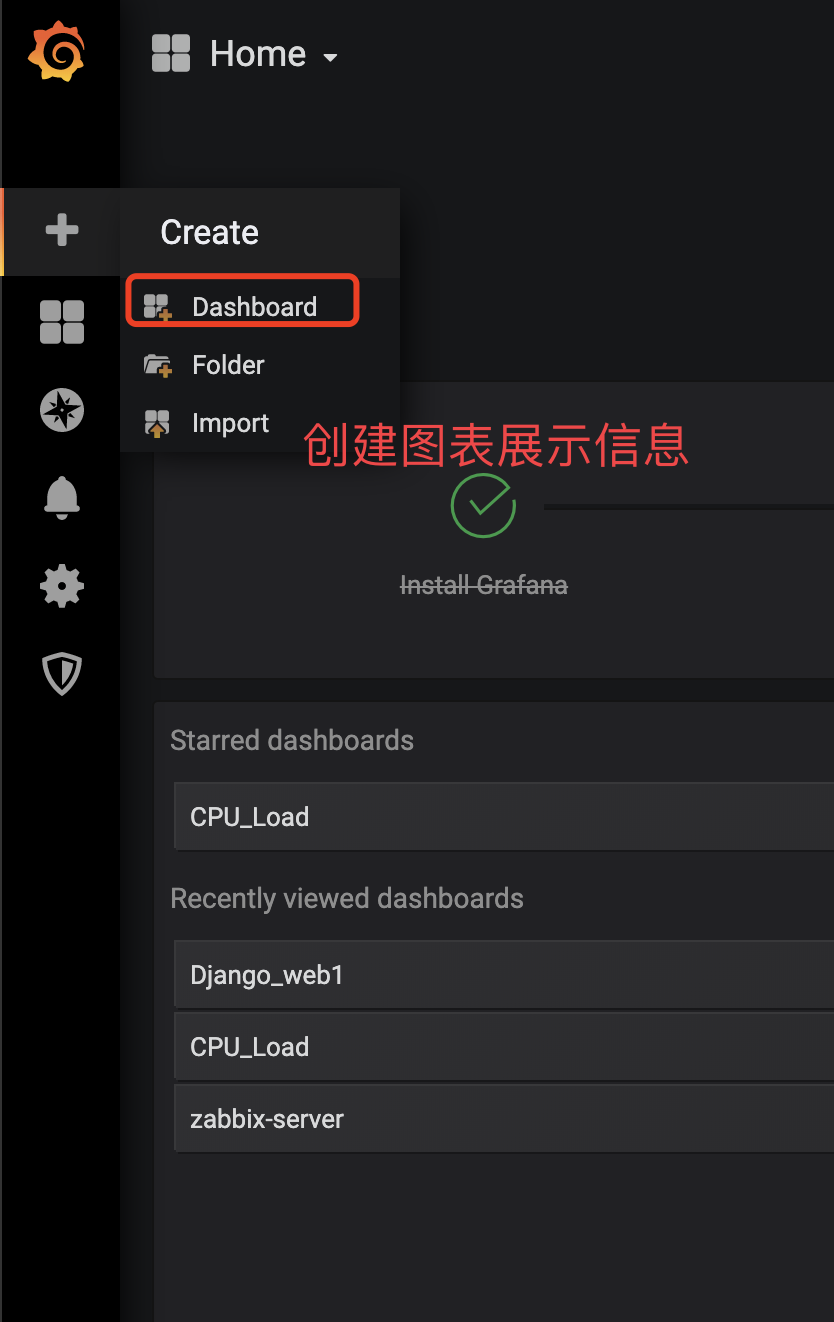 Home
Create
Dashboard
Folder
Import
创建图表展示信息
Install Grafana
Starred dashboards
CPU_Load
Recently viewed dashboards
Django_web1
CPU_Load
zabbix-server